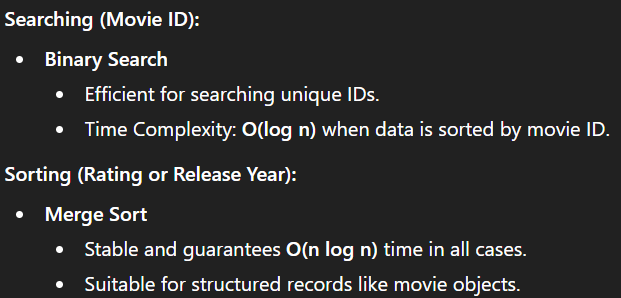 Searching (Movie ID):
• Binary Search
• Efficient for searching unique IDs.
• Time Complexity: O(log n) when data is sorted by movie ID.
Sorting (Rating or Release Year):
• Merge Sort
• Stable and guarantees O(n log n) time in all cases.
• Suitable for structured records like movie objects.